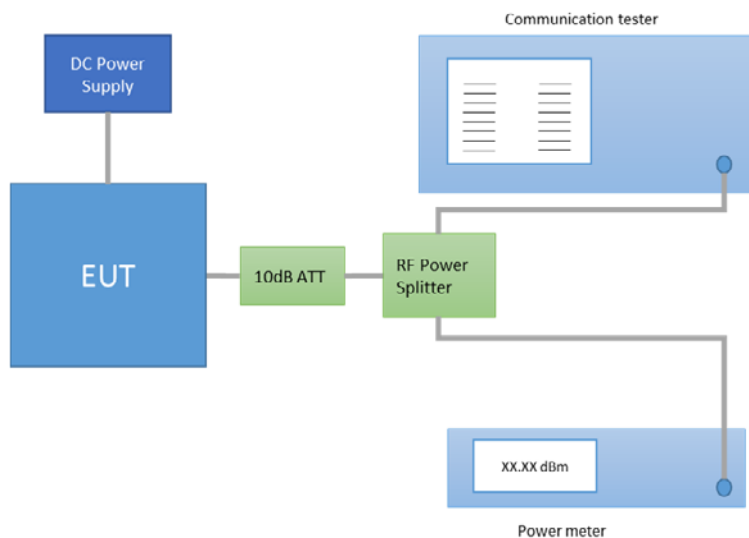 Communication tester
DC Power
Supply
EUT
10dB ATT
RF Power
Splitter
XX.XX dBm
Power meter